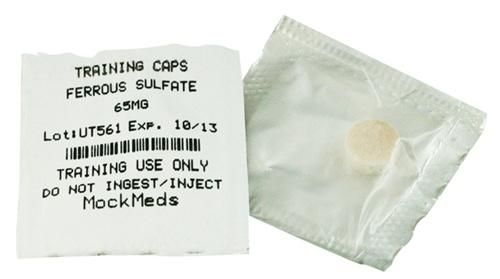 TRAINING CAPS
FERROUS SULFATE
65MG
Lot:UT561 Exp. 10/13
TRAINING USE ONLY
DO NOT INGEST/INJECT
MockMeds